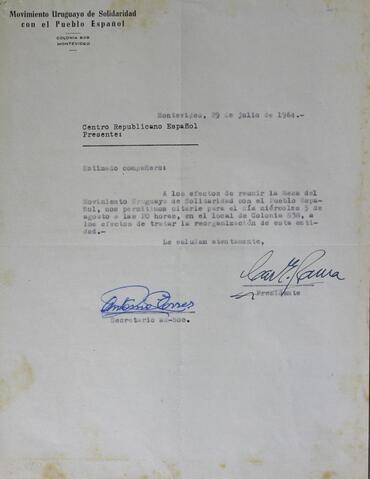 Movimiento Uruguayo de Solidaridad
con el Pueblo Español
COLONIA 838
MONTEVIDEO
Montevideo, 29 de julio de 1964.-
Centro Republicano Español
Presente:
Estimado compañero:
A los efectos de reunir la Mesa del
Movimiento Uruguayo de Solidaridad con el Pueblo Espa-
ñol, nos permitimos citarle para el día miércoles 5 de
agosto a las 20 horas, en el local de Colonia 838, a
los efectos de tratar la reorganización de esta enti-
dad.-
Le saludan atentamente,
Presidente
Antonio Torres
Secretario ad-hoc.